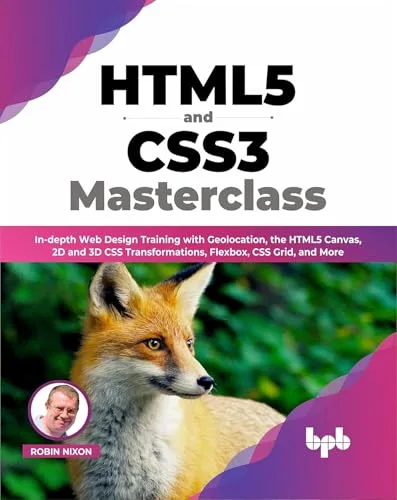 HTML5
and
CSS3
Masterclass
In-depth Web Design Training with Geolocation, the HTML5 Canvas,
2D and 3D CSS Transformations, Flexbox, CSS Grid, and More
ROBIN NIXON
bpb